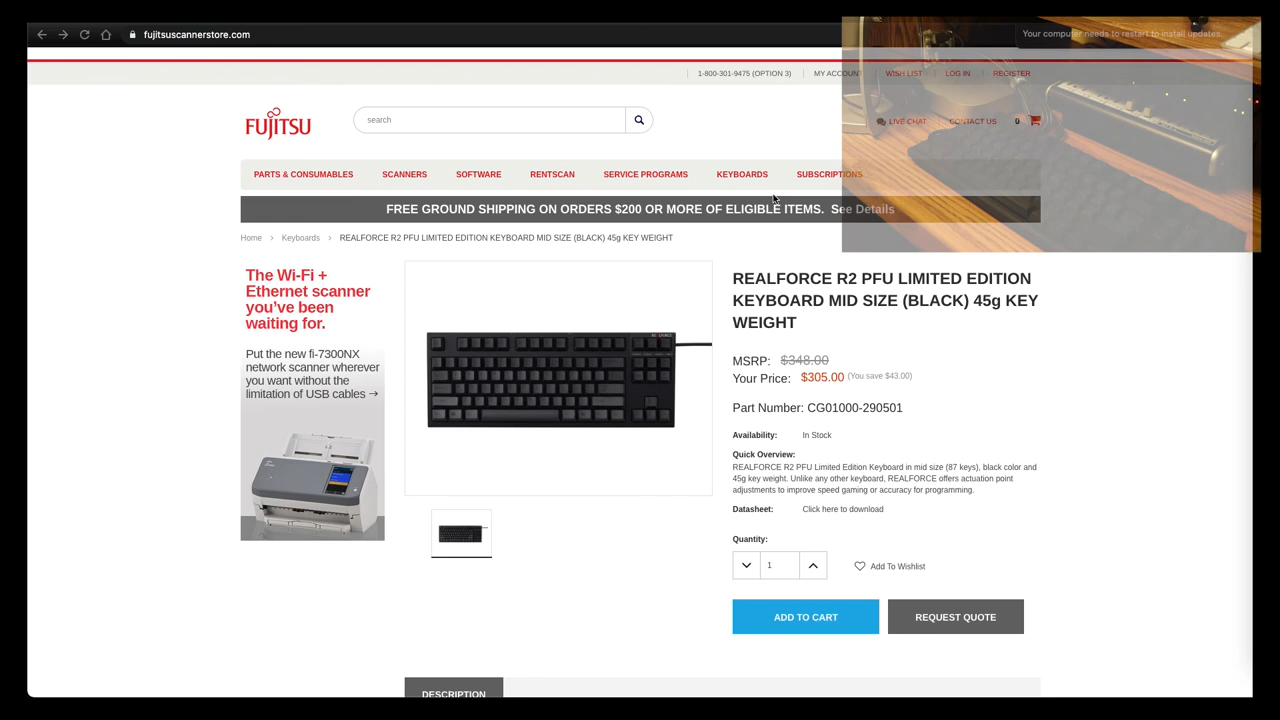 fujitsuscannerstore.com
Your computer needs to restart to install updates.
1-800-301-9475 (OPTION 3)
MY ACCOUNT
WISH LIST
LOG IN
REGISTER
FUJITSU
search
LIVE CHAT
CONTACT US
0
PARTS & CONSUMABLES
SCANNERS
SOFTWARE
RENTSCAN
SERVICE PROGRAMS
KEYBOARDS
SUBSCRIPTIONS
FREE GROUND SHIPPING ON ORDERS $200 OR MORE OF ELIGIBLE ITEMS. See Details
Home > Keyboards > REALFORCE R2 PFU LIMITED EDITION KEYBOARD MID SIZE (BLACK) 45g KEY WEIGHT
The Wi-Fi +
Ethernet scanner
you've been
waiting for.
Put the new fi-7300NX
network scanner wherever
you want without the
limitation of USB cables →
REALFORCE R2 PFU LIMITED EDITION
KEYBOARD MID SIZE (BLACK) 45g KEY
WEIGHT
MSRP: $348.00
Your Price: $305.00 (You save $43.00)
Part Number: CG01000-290501
Availability: In Stock
Quick Overview:
REALFORCE R2 PFU Limited Edition Keyboard in mid size (87 keys), black color and
45g key weight. Unlike any other keyboard, REALFORCE offers actuation point
adjustments to improve speed gaming or accuracy for programming.
Datasheet: Click here to download
Quantity:
1
Add To Wishlist
ADD TO CART
REQUEST QUOTE
DESCRIPTION